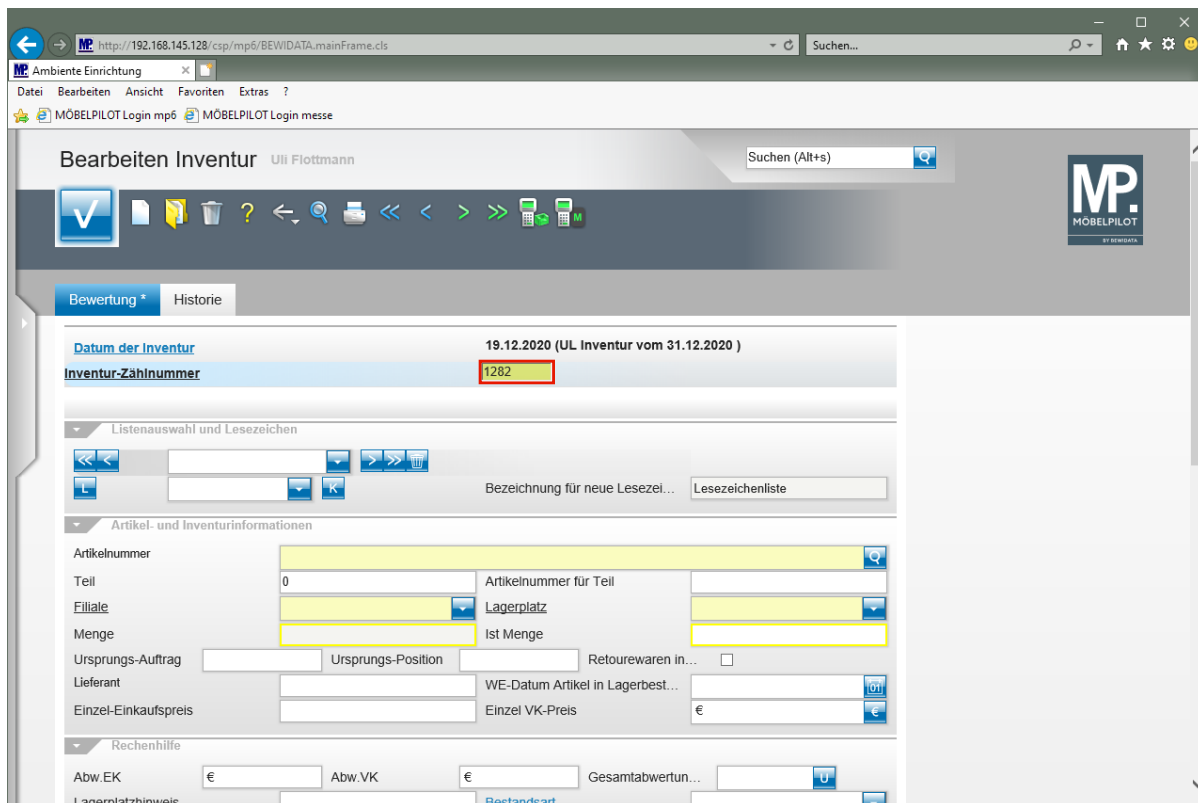 http://192.168.145.128/csp/mp6/BEWIDATA.mainFrame.cls
Suchen...
MP. Ambiente Einrichtung
Datei Bearbeiten Ansicht Favoriten Extras ?
MÖBELPILOT Login mp6 MÖBELPILOT Login messe
Bearbeiten Inventur Uli Flottmann
Suchen (Alt+s)
MP.
MÖBELPILOT
BY BEWIDATA
M
Bewertung * Historie
Datum der Inventur 19.12.2020 (UL Inventur vom 31.12.2020 )
Inventur-Zählnummer 1282
Listenauswahl und Lesezeichen
L K Bezeichnung für neue Lesezei... Lesezeichenliste
Artikel- und Inventurinformationen
Artikelnummer
Teil 0 Artikelnummer für Teil
Filiale Lagerplatz
Menge Ist Menge
Ursprungs-Auftrag Ursprungs-Position Retourewaren in...
Lieferant WE-Datum Artikel in Lagerbest... 01
Einzel-Einkaufspreis Einzel VK-Preis € €
Rechenhilfe
Abw.EK € Abw.VK € Gesamtabwertun... U
Lagerplatzhinweis Bestandsart